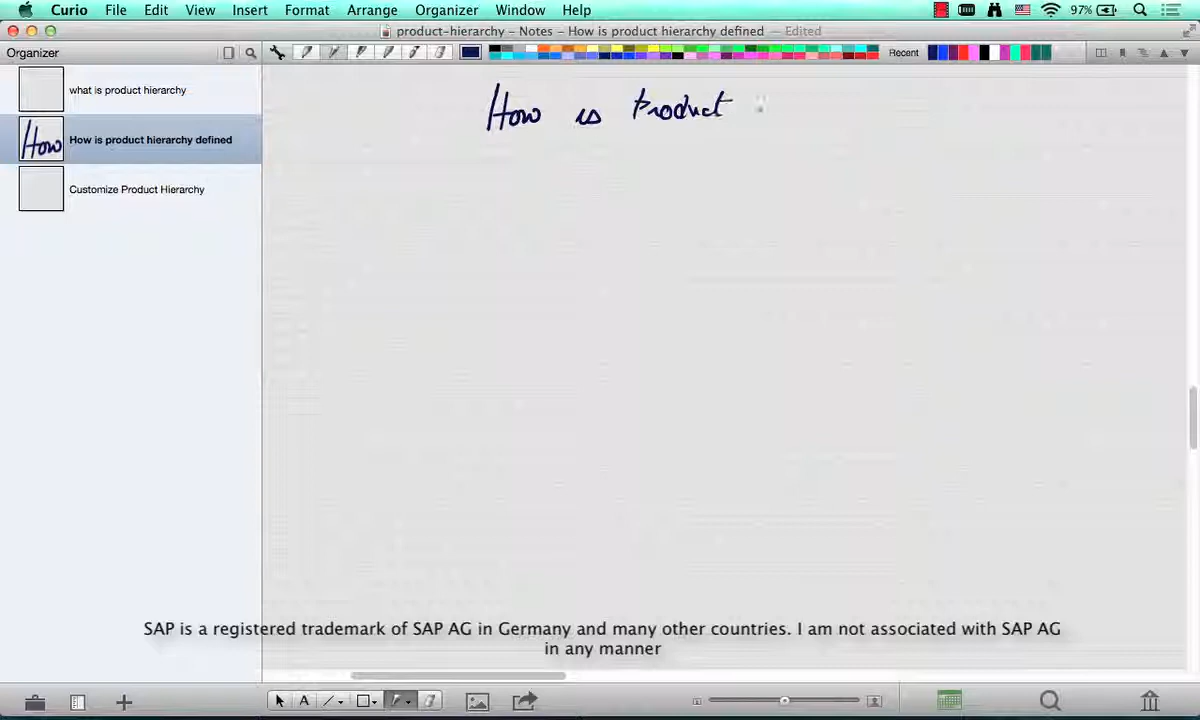 Curio File Edit View Insert Format Arrange Organizer Window Help 97%
product-hierarchy – Notes – How is product hierarchy defined — Edited
Organizer Recent
what is product hierarchy
How How is product hierarchy defined
Customize Product Hierarchy
How is Product
A
SAP is a registered trademark of SAP AG in Germany and many other countries. I am not associated with SAP AG
in any manner